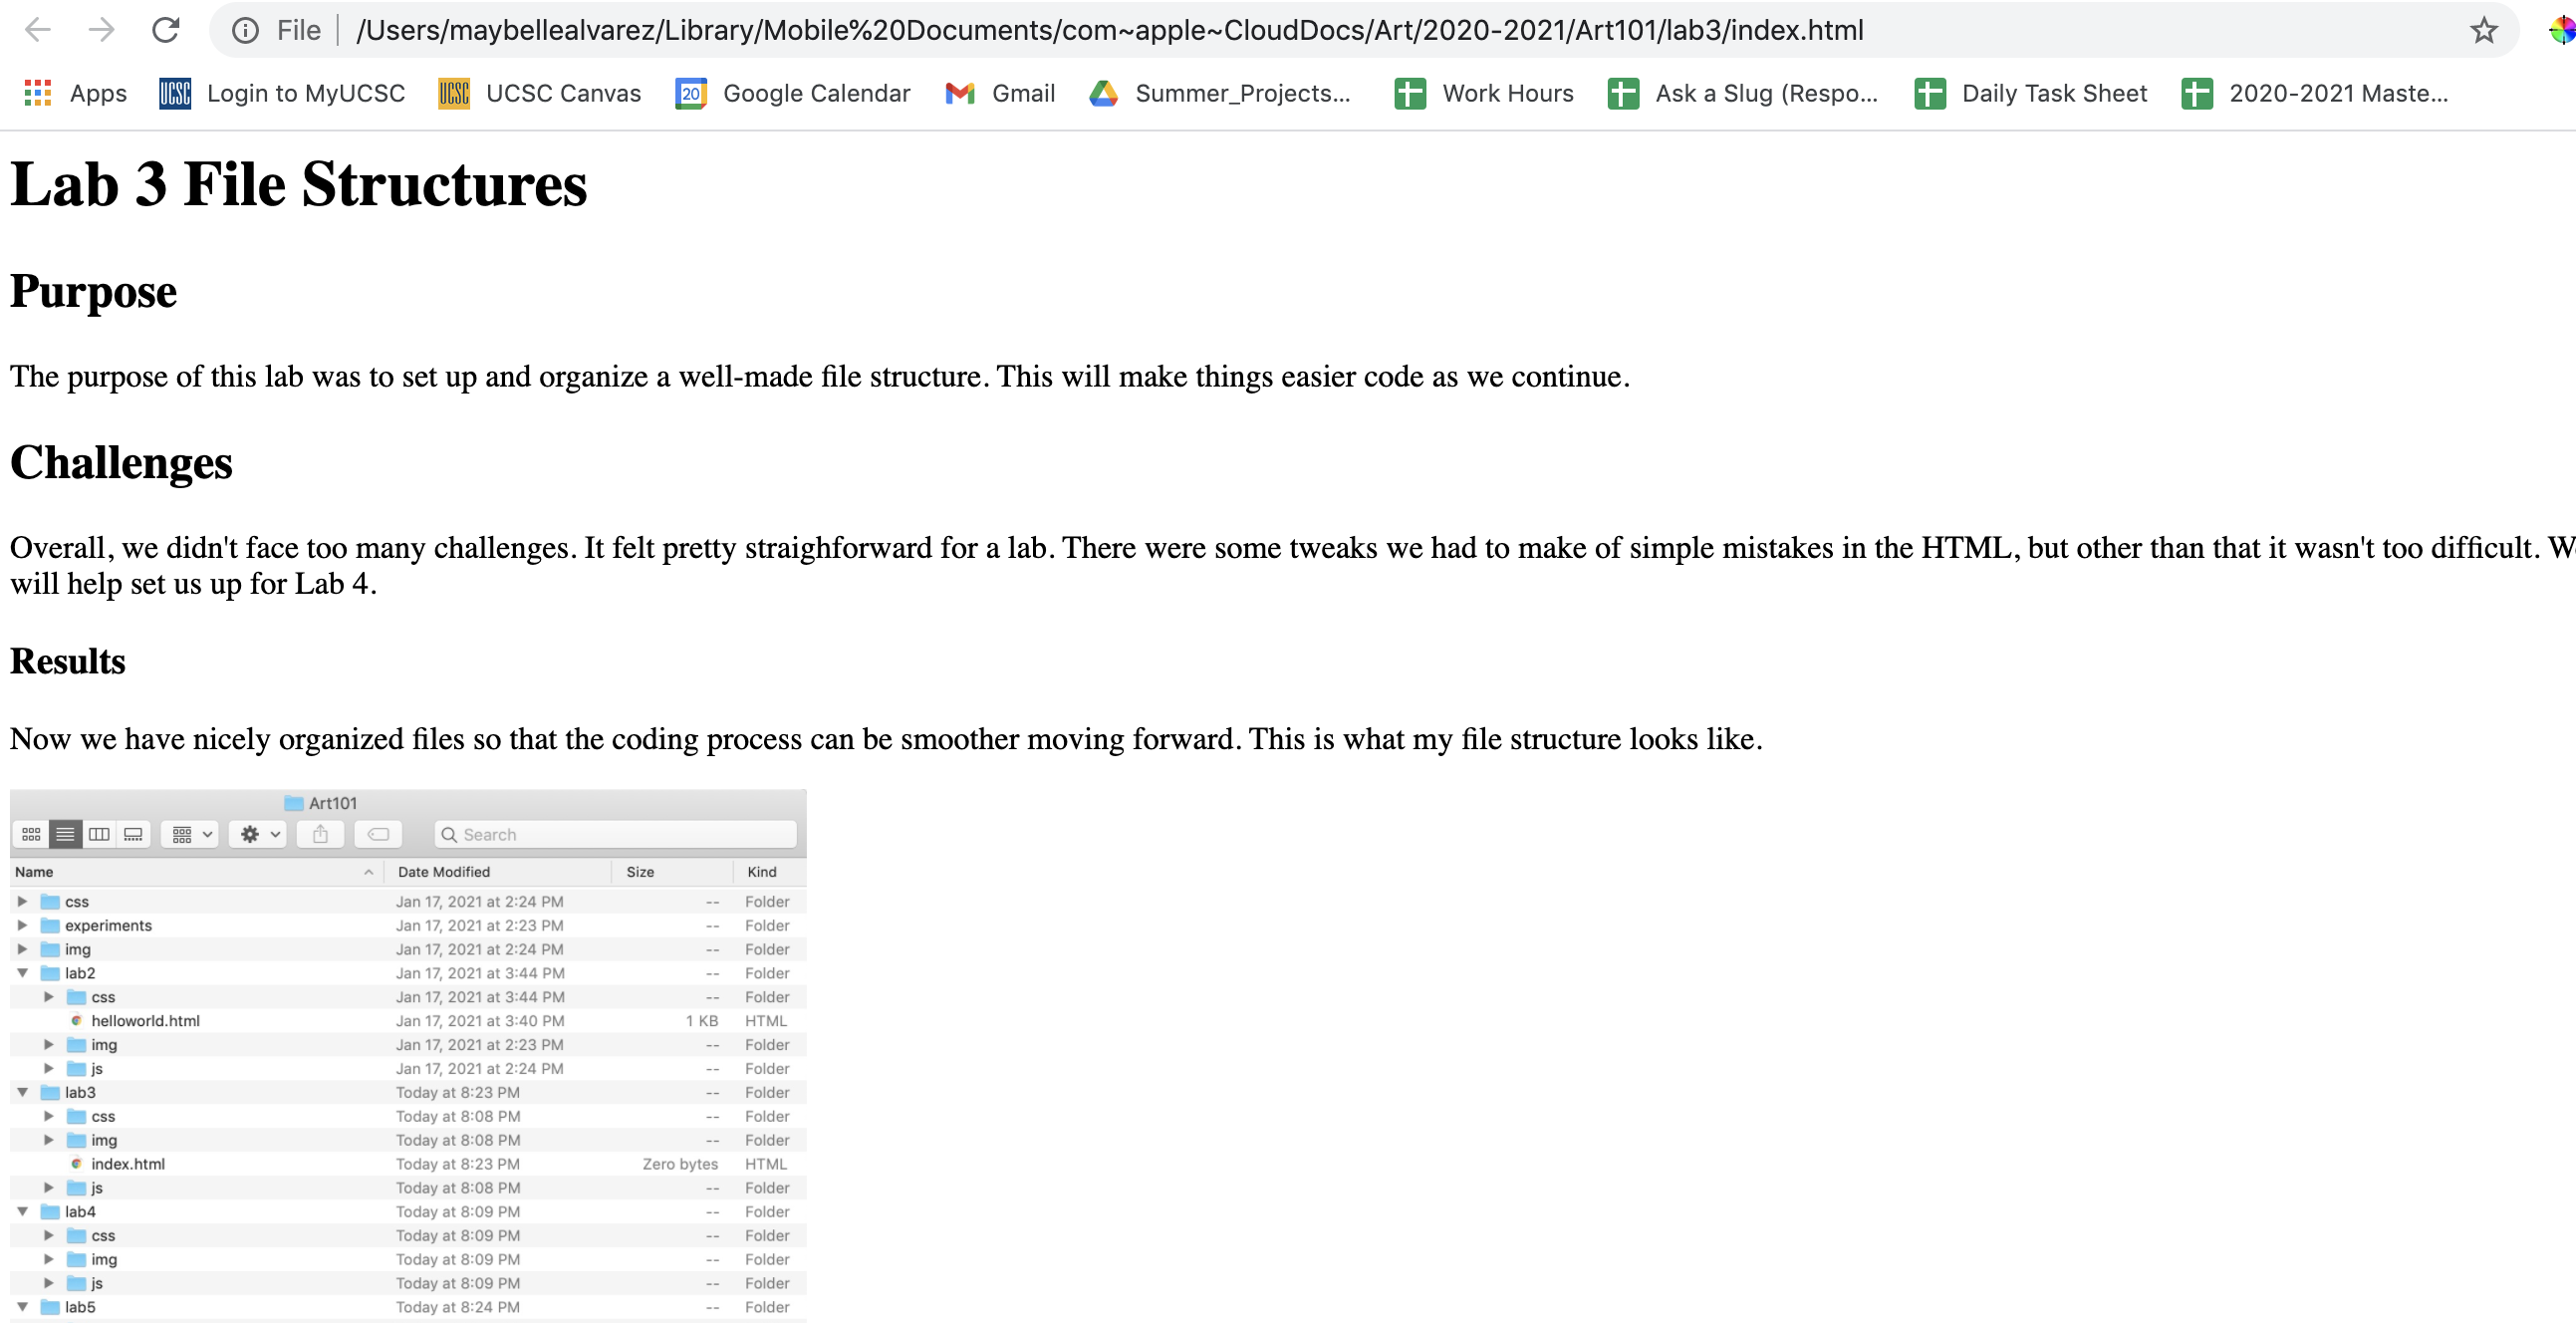 File /Users/maybellealvarez/Library/Mobile%20Documents/com~apple~CloudDocs/Art/2020-2021/Art101/lab3/index.html
Apps UCSC Login to MyUCSC UCSC UCSC Canvas 20 Google Calendar Gmail Summer_Projects... Work Hours Ask a Slug (Respo... Daily Task Sheet 2020-2021 Maste...
Lab 3 File Structures
Purpose
The purpose of this lab was to set up and organize a well-made file structure. This will make things easier code as we continue.
Challenges
Overall, we didn't face too many challenges. It felt pretty straighforward for a lab. There were some tweaks we had to make of simple mistakes in the HTML, but other than that it wasn't too difficult.
will help set us up for Lab 4.
Results
Now we have nicely organized files so that the coding process can be smoother moving forward. This is what my file structure looks like.
Art101
Search
Name Date Modified Size Kind
css Jan 17, 2021 at 2:24 PM -- Folder
experiments Jan 17, 2021 at 2:23 PM -- Folder
img Jan 17, 2021 at 2:24 PM -- Folder
lab2 Jan 17, 2021 at 3:44 PM -- Folder
css Jan 17, 2021 at 3:44 PM -- Folder
helloworld.html Jan 17, 2021 at 3:40 PM 1 KB HTML
img Jan 17, 2021 at 2:23 PM -- Folder
js Jan 17, 2021 at 2:24 PM -- Folder
lab3 Today at 8:23 PM -- Folder
css Today at 8:08 PM -- Folder
img Today at 8:08 PM -- Folder
index.html Today at 8:23 PM Zero bytes HTML
js Today at 8:08 PM -- Folder
lab4 Today at 8:09 PM -- Folder
css Today at 8:09 PM -- Folder
img Today at 8:09 PM -- Folder
js Today at 8:09 PM -- Folder
lab5 Today at 8:24 PM -- Folder